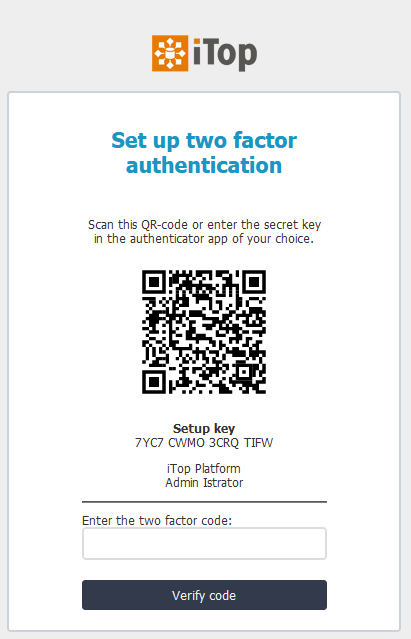 iTop
Set up two factor
authentication
Scan this QR-code or enter the secret key
in the authenticator app of your choice.
Setup key
7YC7 CWMO 3CRQ TIFW
iTop Platform
Admin Istrator
Enter the two factor code:
Verify code